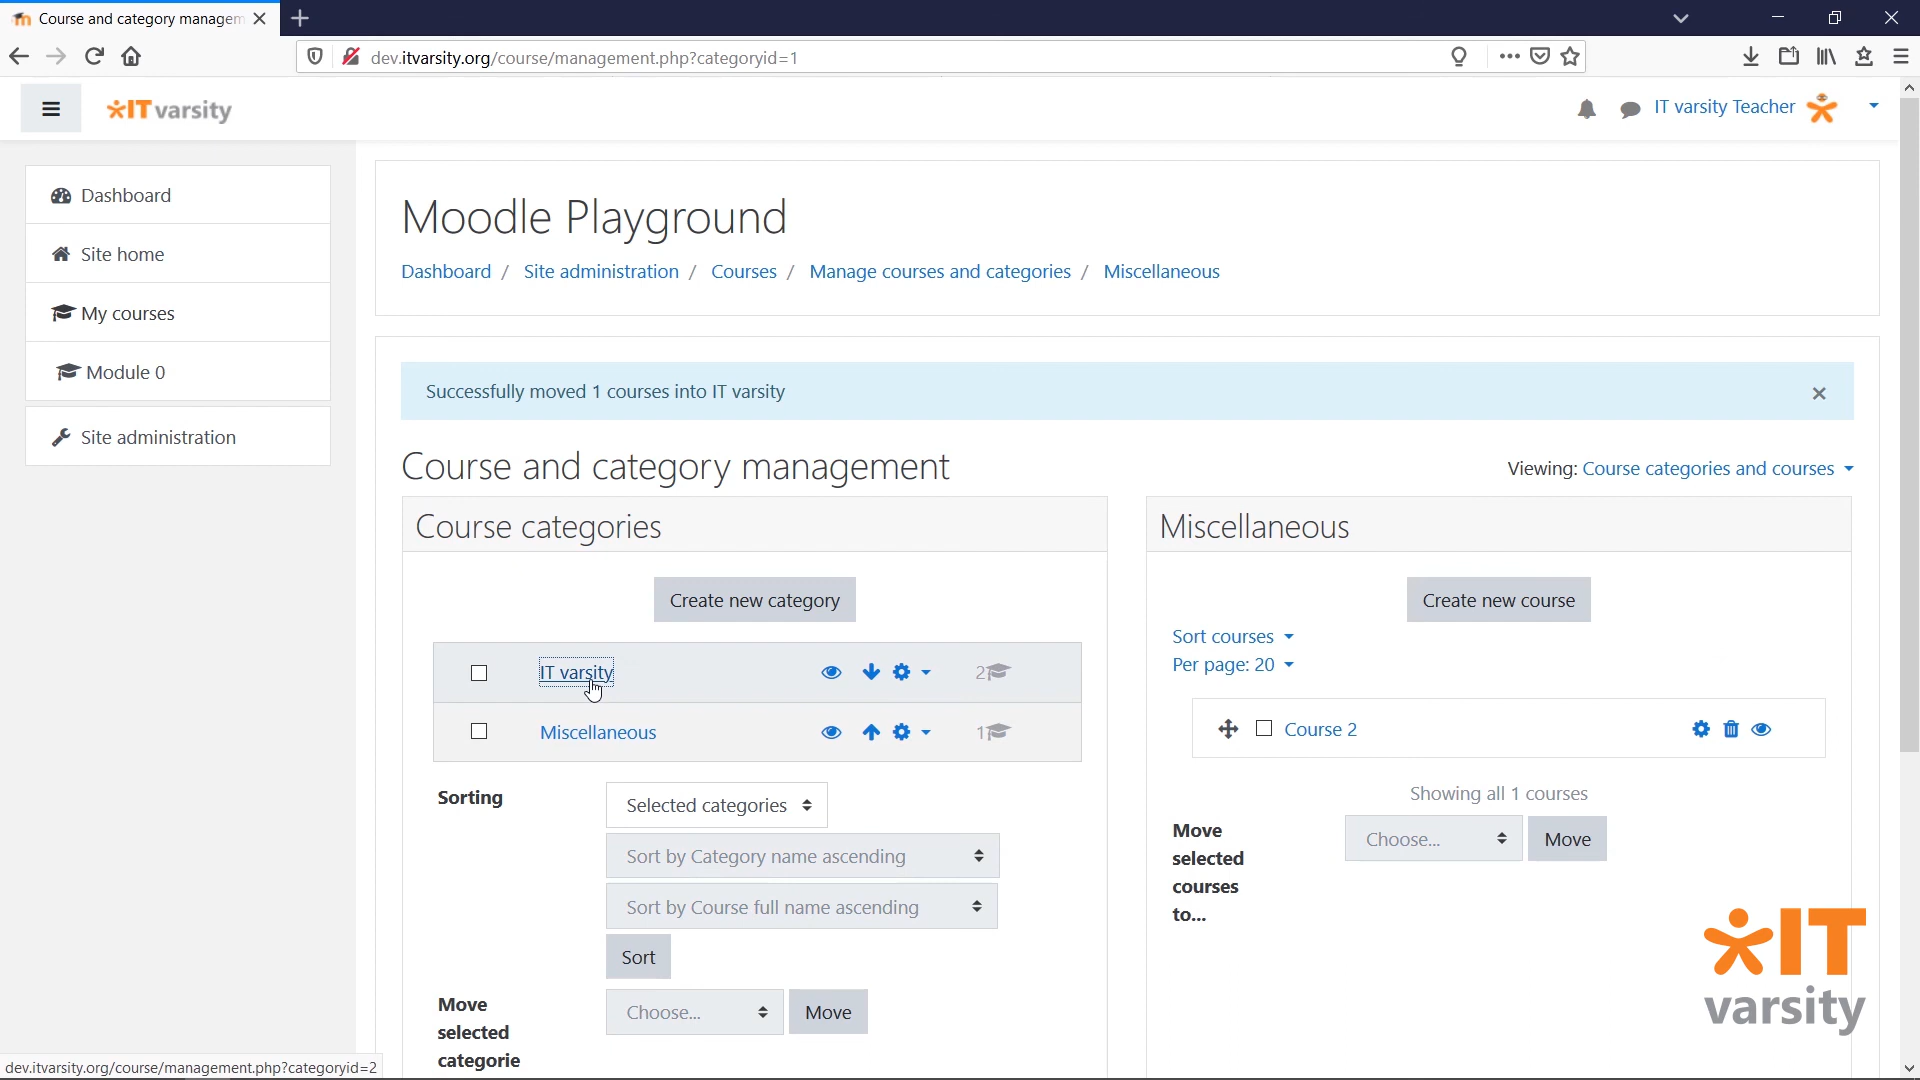 Course and category managem
dev.itvarsity.org/course/management.php?categoryid=1
IT varsity
IT varsity Teacher
Dashboard
Site home
My courses
Module 0
Site administration
Moodle Playground
Dashboard / Site administration / Courses / Manage courses and categories / Miscellaneous
Successfully moved 1 courses into IT varsity
Course and category management
Viewing: Course categories and courses
Course categories
Create new category
IT varsity 2
Miscellaneous 1
Sorting
Selected categories
Sort by Category name ascending
Sort by Course full name ascending
Sort
Move
selected
categorie
Choose... Move
Miscellaneous
Create new course
Sort courses
Per page: 20
Course 2
Showing all 1 courses
Move
selected
courses
to...
Choose... Move
IT
varsity
dev.itvarsity.org/course/management.php?categoryid=2